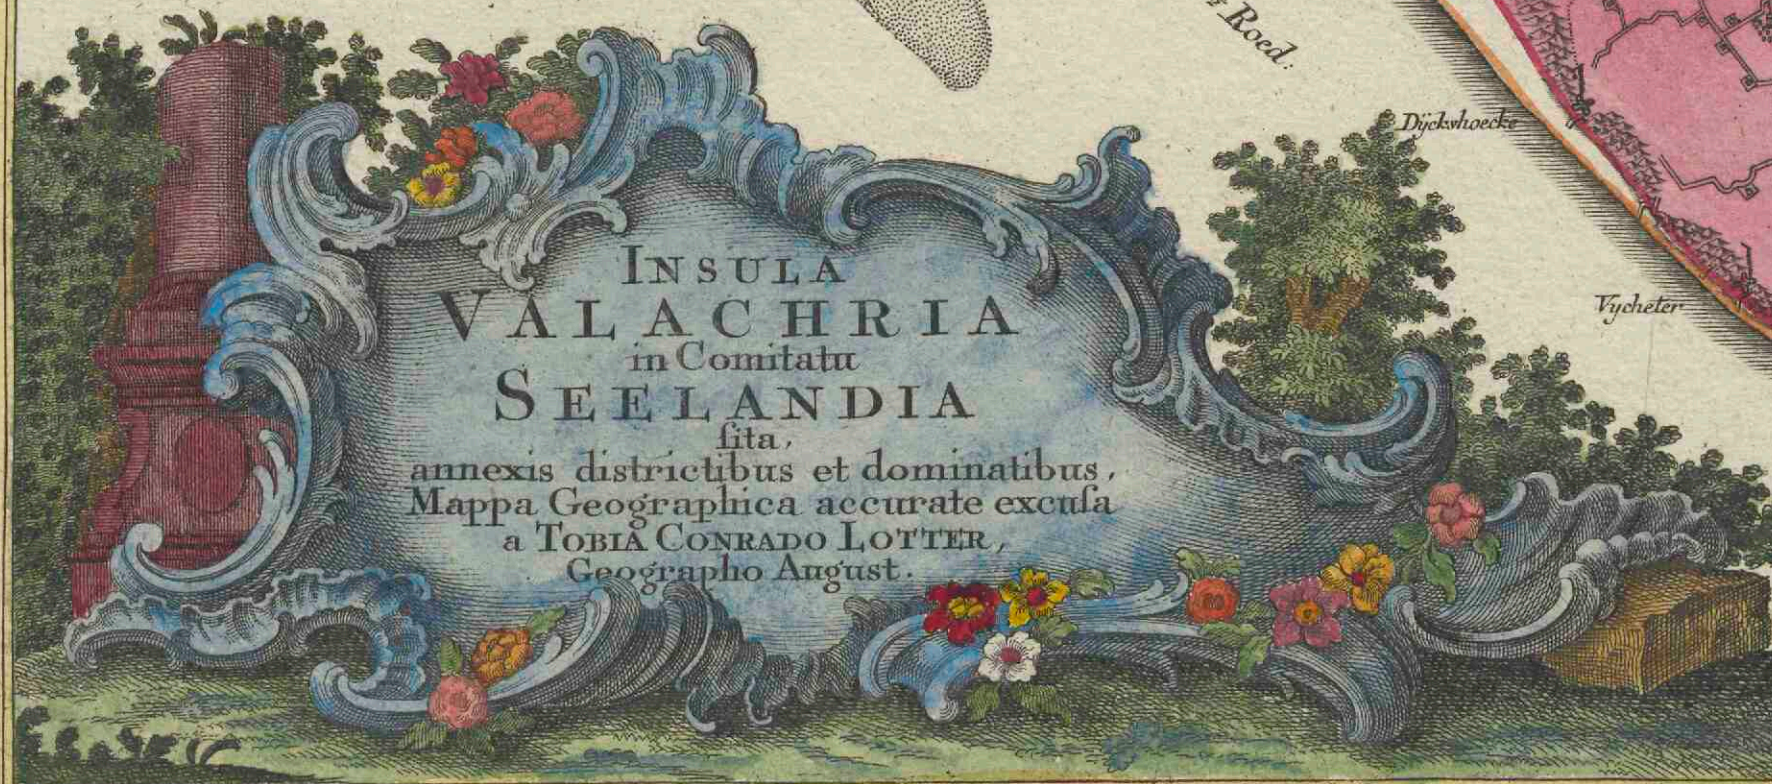 Roed:
Dÿckshoecke
Vycheter
INSULA
VALACHRIA
in Comitatu
SEELANDIA
ſita,
annexis districtibus et dominatibus,
Mappa Geographica accurate excuſa
a TOBIA CONRADO LOTTER,
Geographo August.